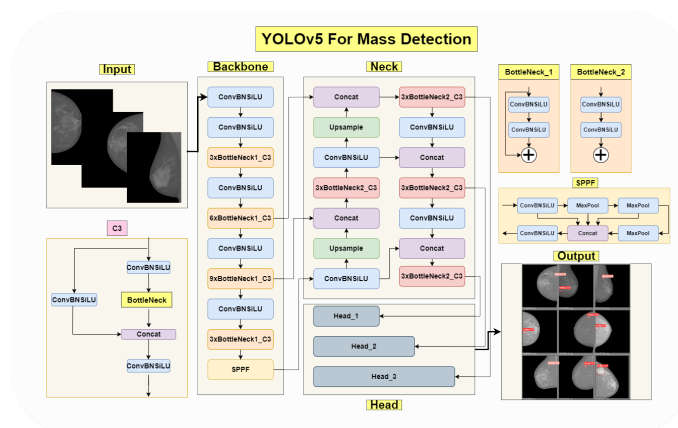 YOLOv5 For Mass Detection
Input
Backbone
ConvBNSiLU
ConvBNSiLU
3xBottleNeck1_C3
ConvBNSiLU
6xBottleNeck1_C3
ConvBNSiLU
9xBottleNeck1_C3
ConvBNSiLU
3xBottleNeck1_C3
SPPF
Neck
Concat
Upsample
ConvBNSiLU
3xBottleNeck2_C3
Concat
Upsample
ConvBNSiLU
3xBottleNeck2_C3
ConvBNSiLU
Concat
3xBottleNeck2_C3
ConvBNSiLU
Concat
3xBottleNeck2_C3
BottleNeck_1
ConvBNSiLU
ConvBNSiLU
BottleNeck_2
ConvBNSiLU
ConvBNSiLU
SPPF
ConvBNSiLU
MaxPool
MaxPool
ConvBNSiLU
Concat
MaxPool
C3
ConvBNSiLU
ConvBNSiLU
BottleNeck
Concat
ConvBNSiLU
Head_1
Head_2
Head_3
Head
Output